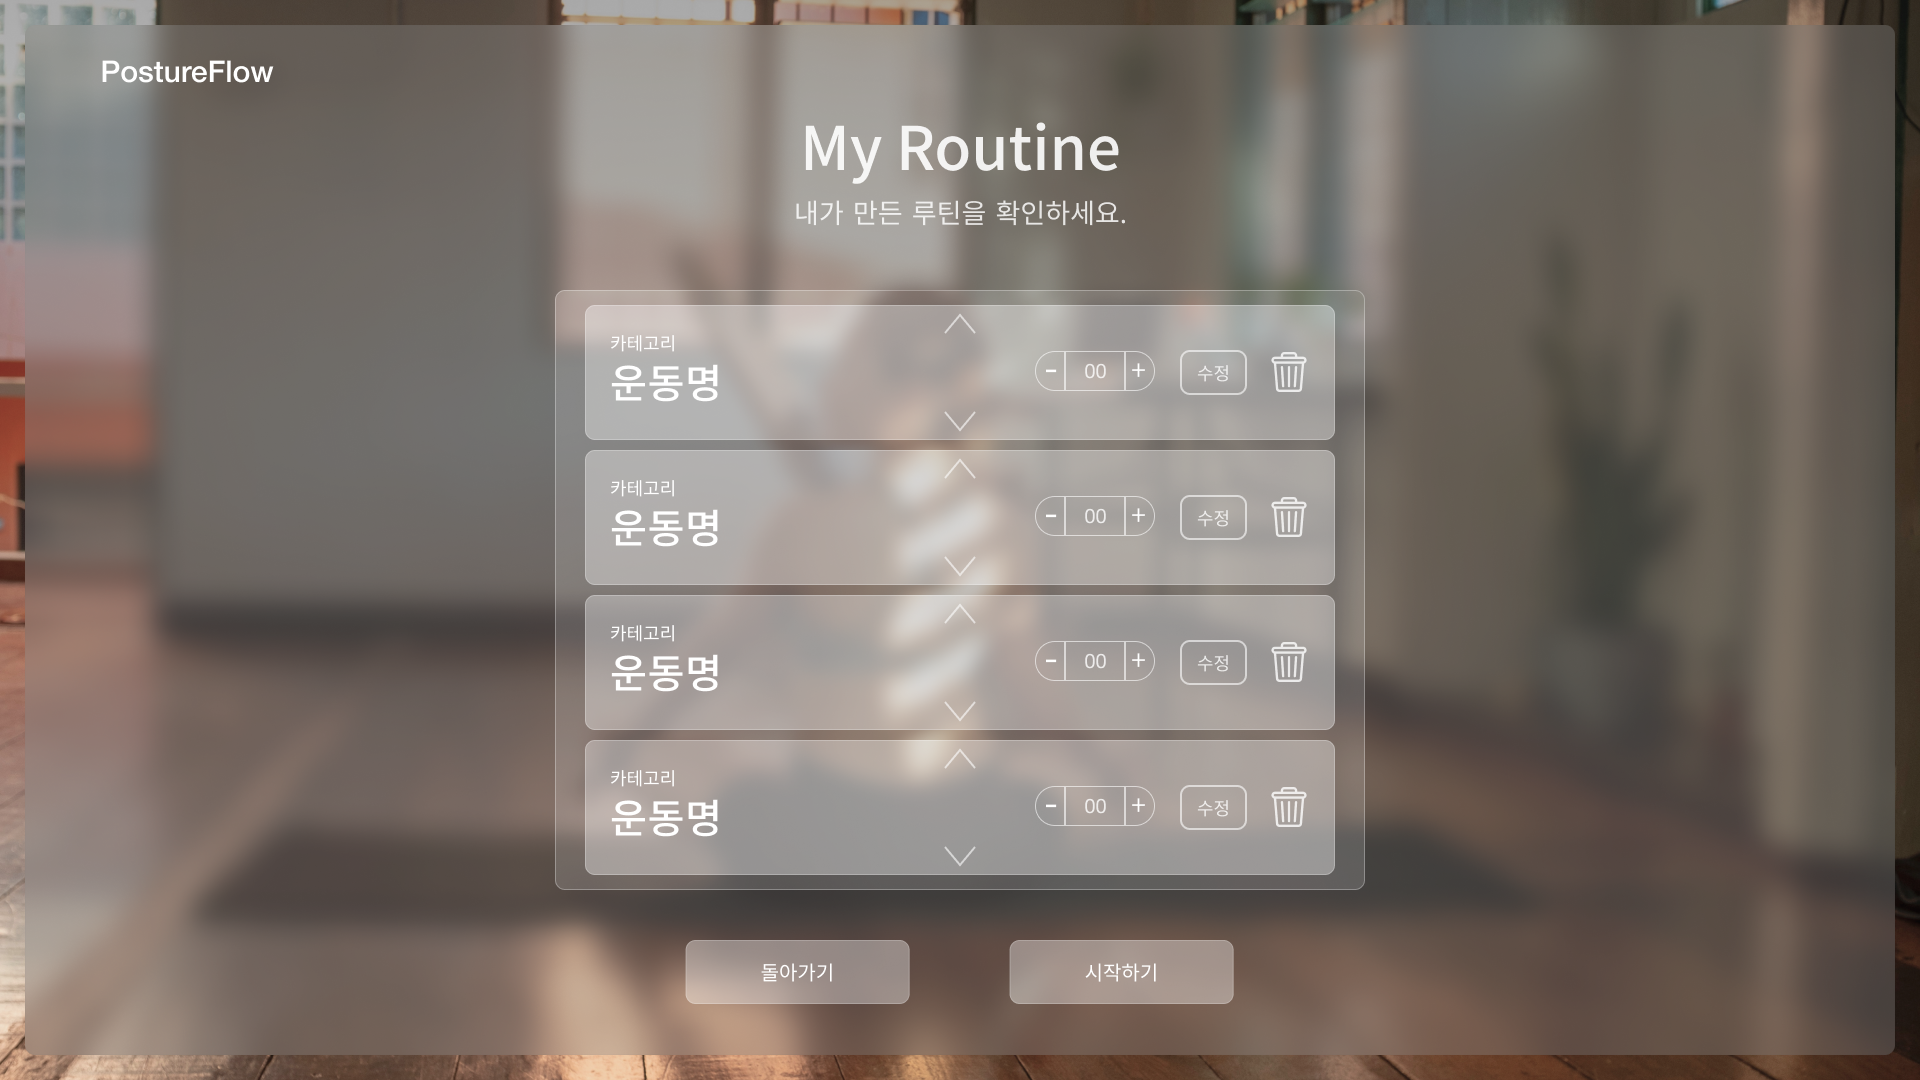 PostureFlow
My Routine
내가 만든 루틴을 확인하세요.
카테고리
운동명
- 00 +
수정
카테고리
운동명
- 00 +
수정
카테고리
운동명
- 00 +
수정
카테고리
운동명
- 00 +
수정
돌아가기
시작하기